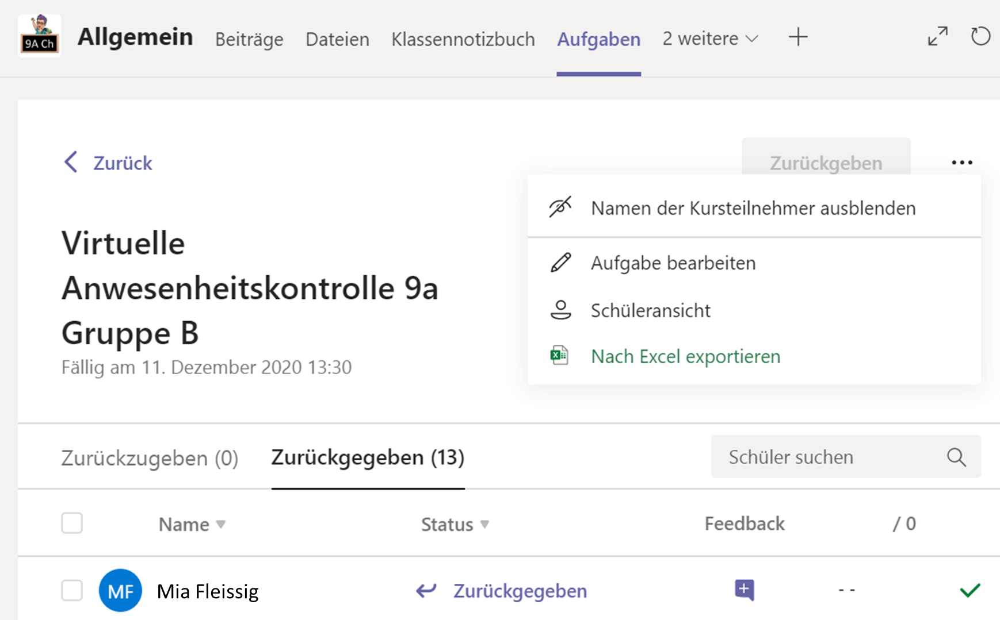 9A Ch
Allgemein Beiträge Dateien Klassennotizbuch Aufgaben 2 weitere
Zurück
Zurückgeben
Namen der Kursteilnehmer ausblenden
Aufgabe bearbeiten
Schüleransicht
Nach Excel exportieren
Virtuelle
Anwesenheitskontrolle 9a
Gruppe B
Fällig am 11. Dezember 2020 13:30
Zurückzugeben (0) Zurückgegeben (13) Schüler suchen
Name Status Feedback / 0
MF Mia Fleissig Zurückgegeben - -